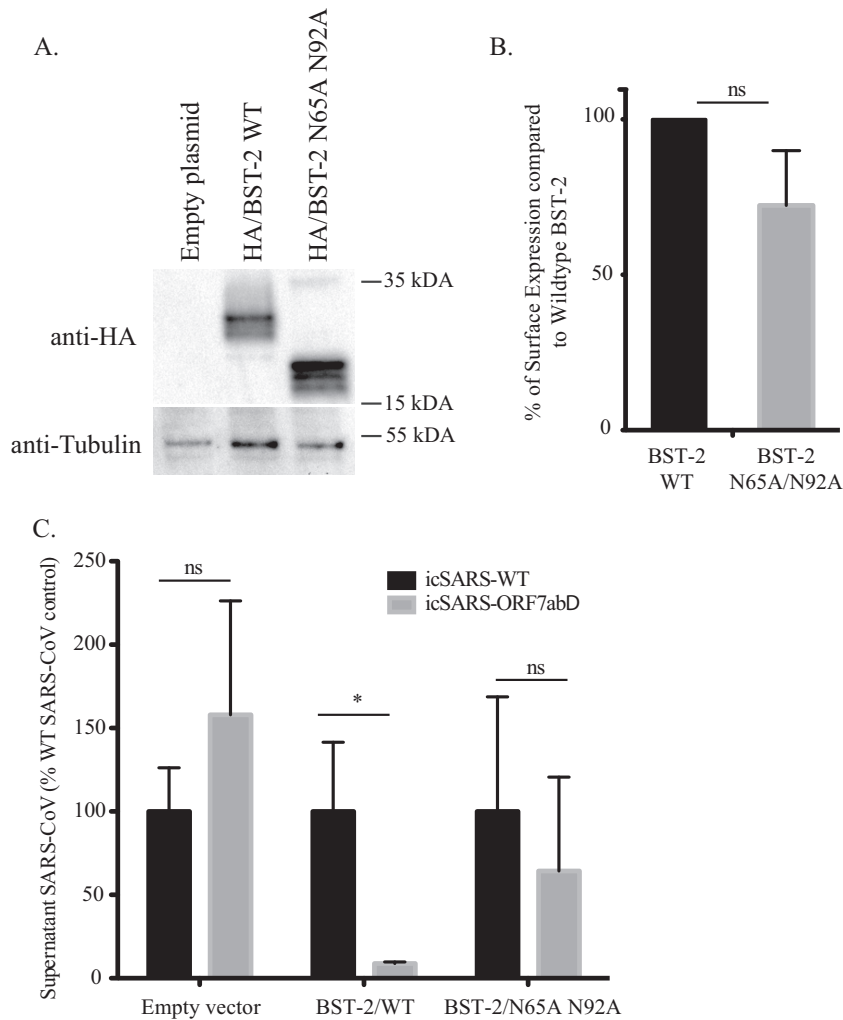 A.
Empty plasmid
HA/BST-2 WT
HA/BST-2 N65A N92A
anti-HA
35 kDA
15 kDA
anti-Tubulin
55 kDA
B.
% of Surface Expression compared
to Wildtype BST-2
100
50
0
ns
BST-2
WT
BST-2
N65A/N92A
C.
Supernatant SARS-CoV (% WT SARS-CoV control)
250
200
150
100
50
0
ns
*
ns
icSARS-WT
icSARS-ORF7abD
Empty vector
BST-2/WT
BST-2/N65A N92A